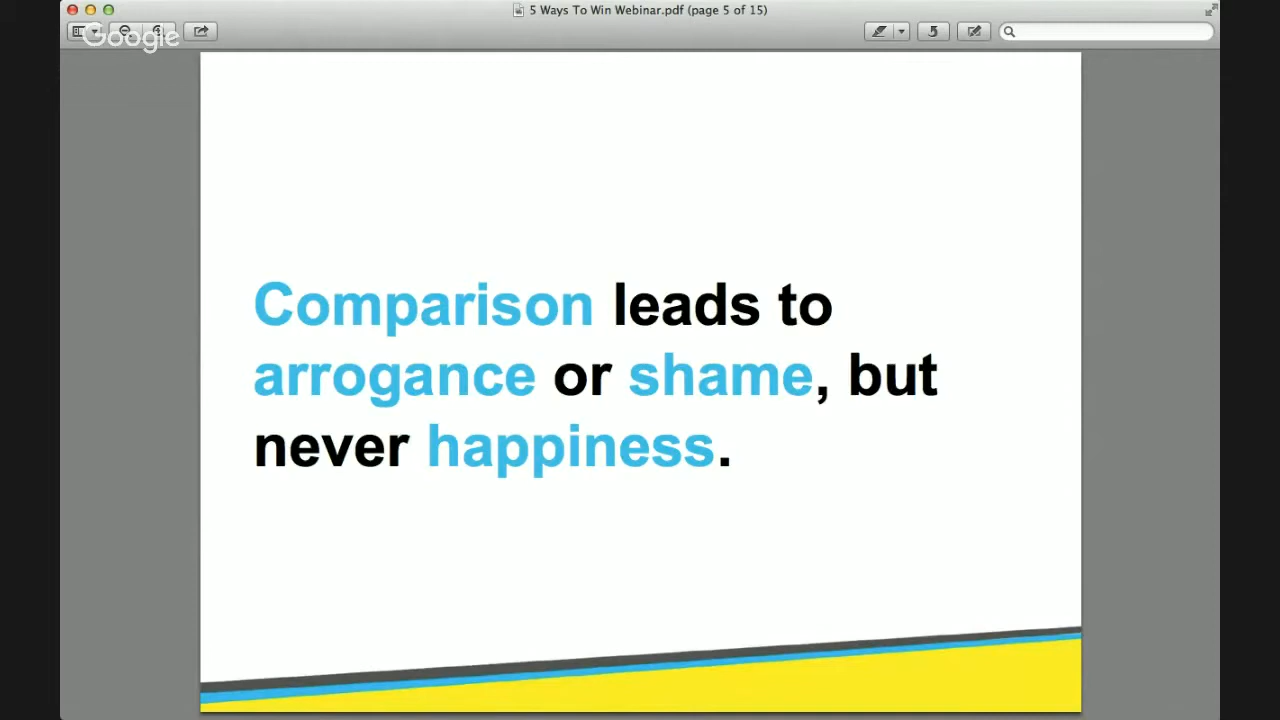 5 Ways To Win Webinar.pdf (page 5 of 15)
Google
Comparison leads to
arrogance or shame, but
never happiness.